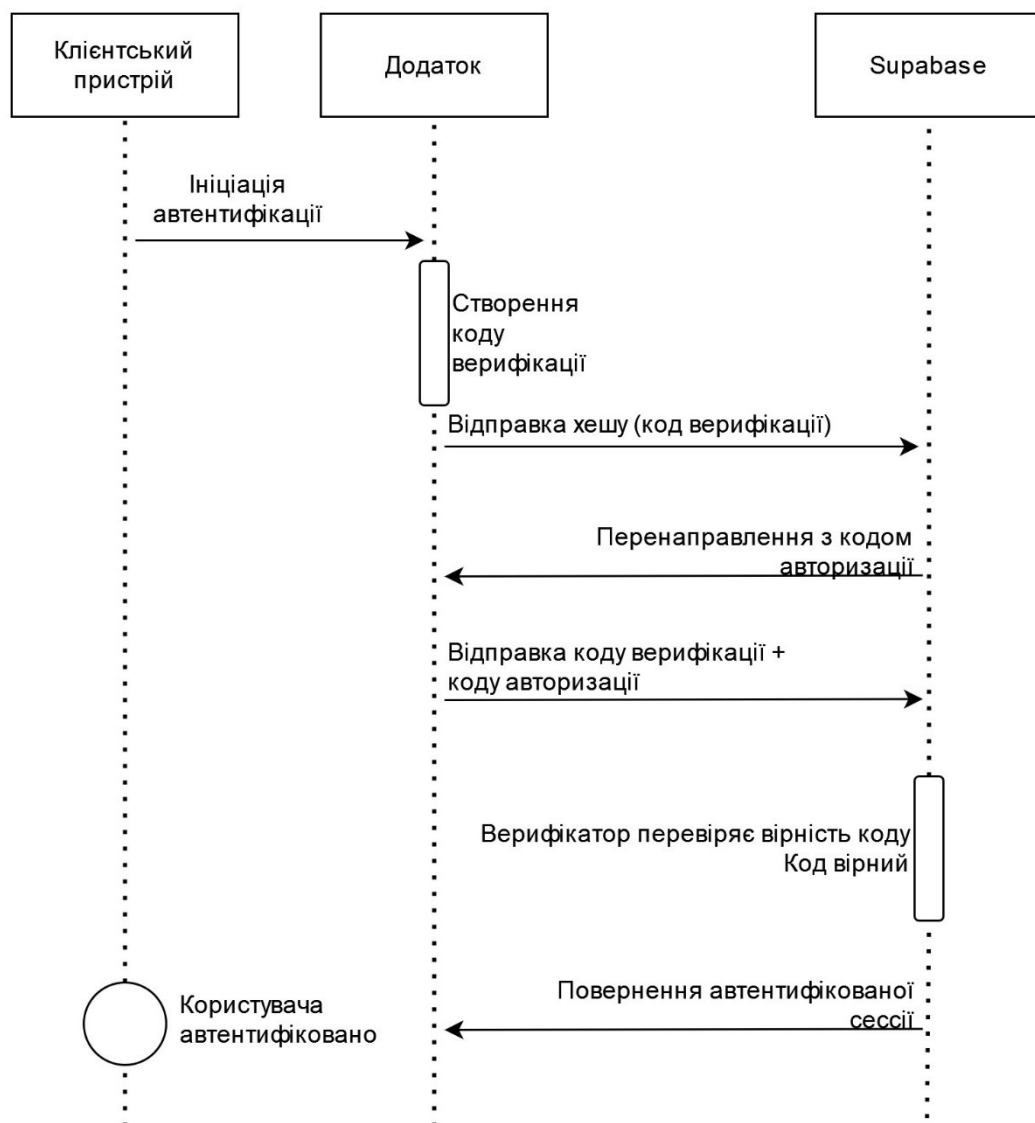 Клієнтський
пристрій
Додаток
Supabase
Ініціація
автентифікації
Створення
коду
верифікації
Відправка хешу (код верифікації)
Перенаправлення з кодом
авторизації
Відправка коду верифікації +
коду авторизації
Верифікатор перевіряє вірність коду
Код вірний
Повернення автентифікованої
сессії
Користувача
автентифіковано